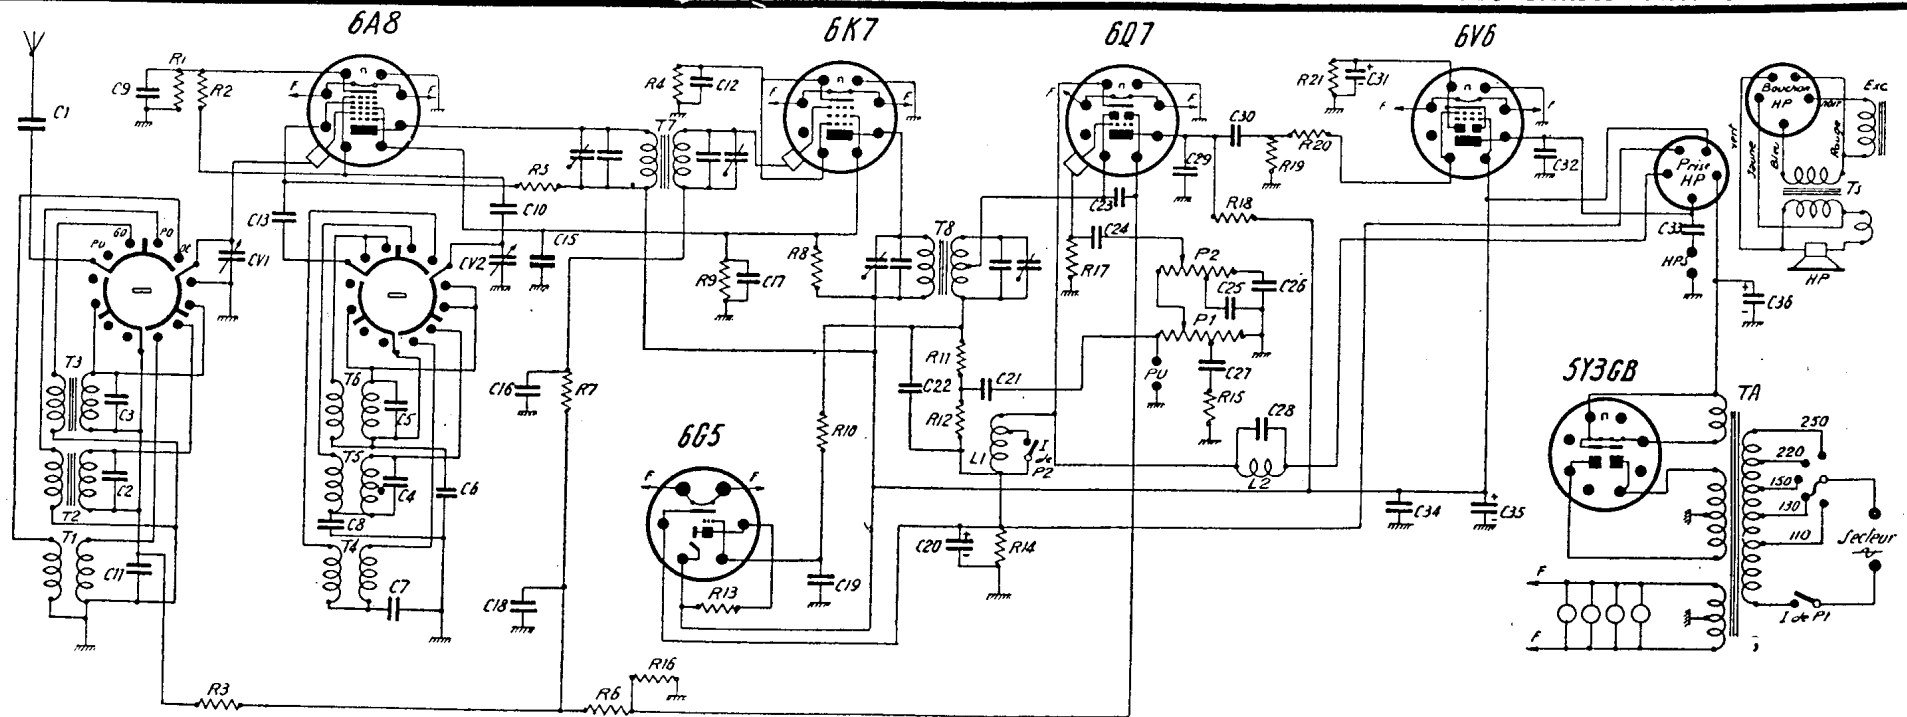 6A8
6K7
6Q7
6V6
C9
R1
R2
F
F
R4
C12
F
F
F
F
R21
C31
+
F
F
Bouchon
HP
noir
Exc
C1
T7
C30
R20
C32
vert
Jaune
Bleu
Rouge
R5
C29
R19
Prise
HP
Ts
C13
C10
C23
R18
PU
GO
PO
OC
CV1
CV2
C15
R9
C17
R8
T8
R17
C24
P2
C26
C25
C33
HPS
HP
+
C36
-
P1
T3
C3
T6
C5
C16
R7
C22
R11
C21
PU
C27
R15
5Y3GB
TA
250
220
150
130
110
R12
R10
L1
I
de
P2
C28
L2
6G5
F
F
T2
C2
T5
C4
C6
C8
C34
+
C35
-
Secteur
T1
C11
T4
C7
C18
R13
C19
C20
+
-
R14
F
F
I de P1
R3
R6
R16